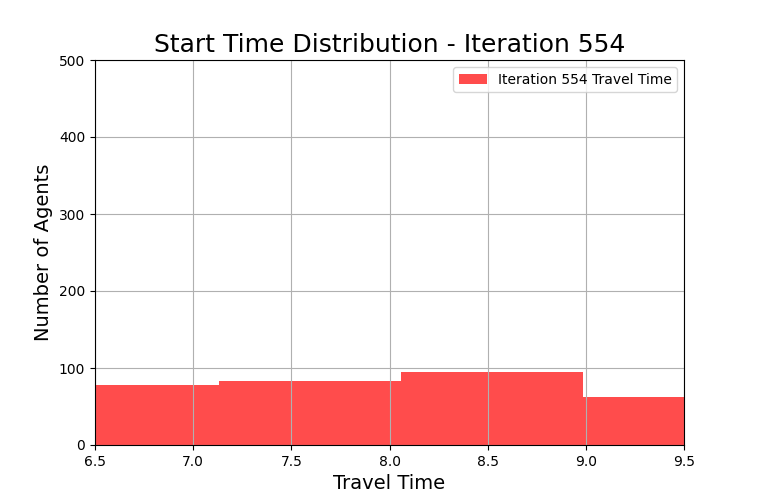 Start Time Distribution - Iteration 554
Iteration 554 Travel Time
500
400
300
200
100
0
Number of Agents
6.5 7.0 7.5 8.0 8.5 9.0 9.5
Travel Time